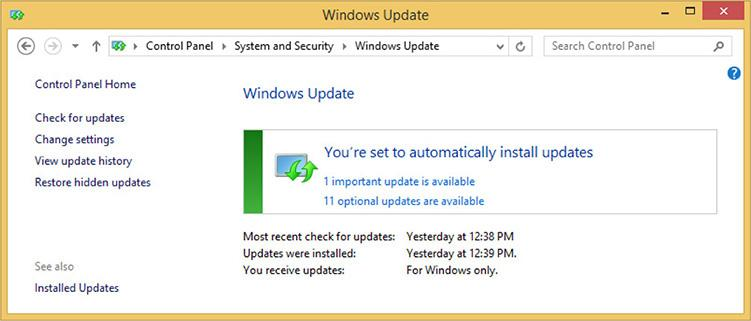 Windows Update
Control Panel System and Security Windows Update
Search Control Panel
Control Panel Home
Check for updates
Change settings
View update history
Restore hidden updates
See also
Installed Updates
Windows Update
You're set to automatically install updates
1 important update is available
11 optional updates are available
Most recent check for updates: Yesterday at 12:38 PM
Updates were installed: Yesterday at 12:39 PM.
You receive updates: For Windows only.